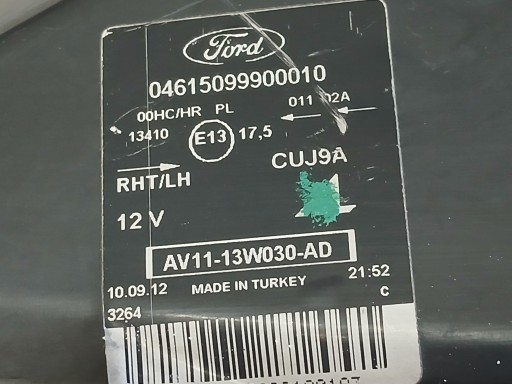 Ford
04615099900010
00HC/HR PL 011 02A
13410 E13 17,5
CUJ9A
RHT/LH
12 V
AV11-13W030-AD
10.09.12 MADE IN TURKEY 21:52
3264 C